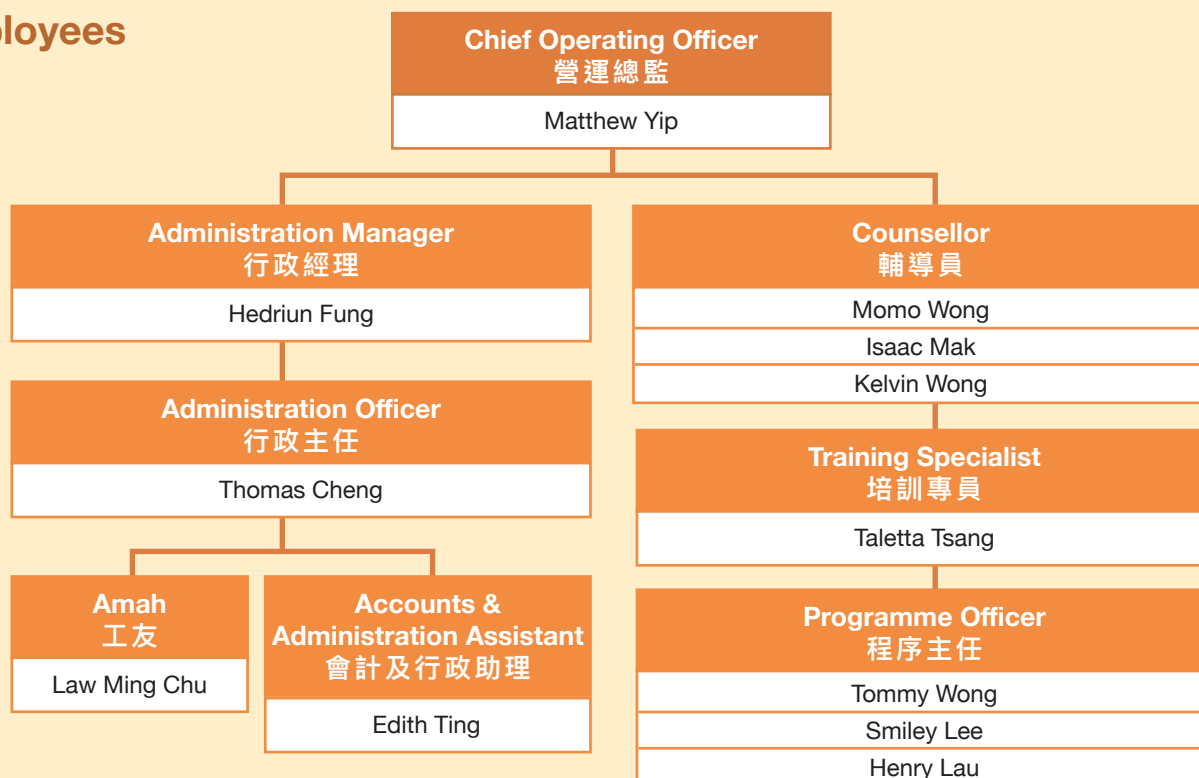 ployees
Chief Operating Officer
營運總監
Matthew Yip
Administration Manager
行政經理
Hedriun Fung
Administration Officer
行政主任
Thomas Cheng
Amah
工友
Law Ming Chu
Accounts &
Administration Assistant
會計及行政助理
Edith Ting
Counsellor
輔導員
Momo Wong
Isaac Mak
Kelvin Wong
Training Specialist
培訓專員
Taletta Tsang
Programme Officer
程序主任
Tommy Wong
Smiley Lee
Henry Lau